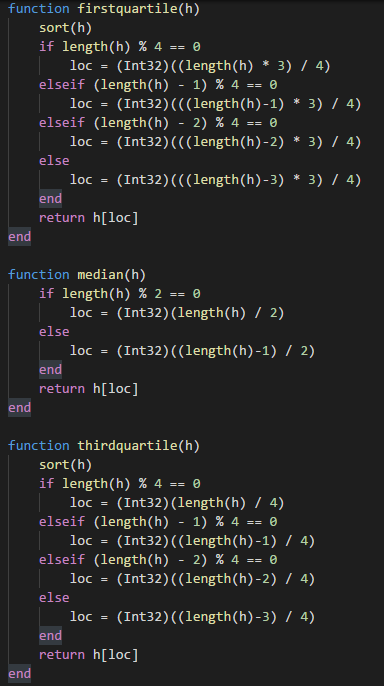 function firstquartile(h)
    sort(h)
    if length(h) % 4 == 0
        loc = (Int32)((length(h) * 3) / 4)
    elseif (length(h) - 1) % 4 == 0
        loc = (Int32)(((length(h)-1) * 3) / 4)
    elseif (length(h) - 2) % 4 == 0
        loc = (Int32)(((length(h)-2) * 3) / 4)
    else
        loc = (Int32)(((length(h)-3) * 3) / 4)
    end
    return h[loc]
end

function median(h)
    if length(h) % 2 == 0
        loc = (Int32)(length(h) / 2)
    else
        loc = (Int32)((length(h)-1) / 2)
    end
    return h[loc]
end

function thirdquartile(h)
    sort(h)
    if length(h) % 4 == 0
        loc = (Int32)(length(h) / 4)
    elseif (length(h) - 1) % 4 == 0
        loc = (Int32)((length(h)-1) / 4)
    elseif (length(h) - 2) % 4 == 0
        loc = (Int32)((length(h)-2) / 4)
    else
        loc = (Int32)((length(h)-3) / 4)
    end
    return h[loc]
end